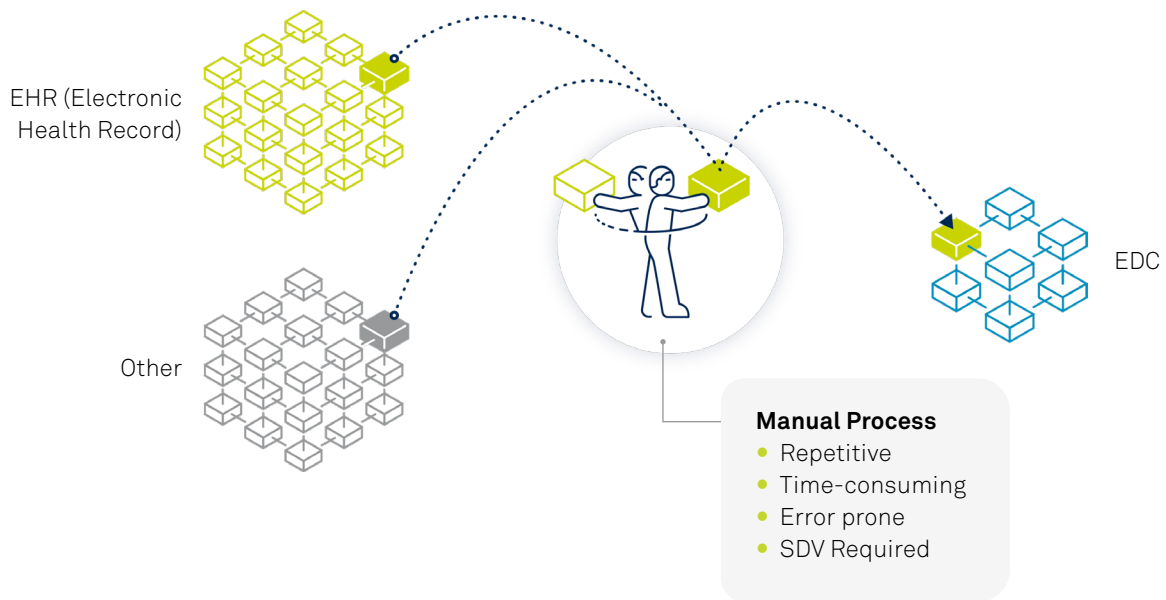 EHR (Electronic
Health Record)
Other
EDC
Manual Process
Repetitive
Time-consuming
Error prone
SDV Required